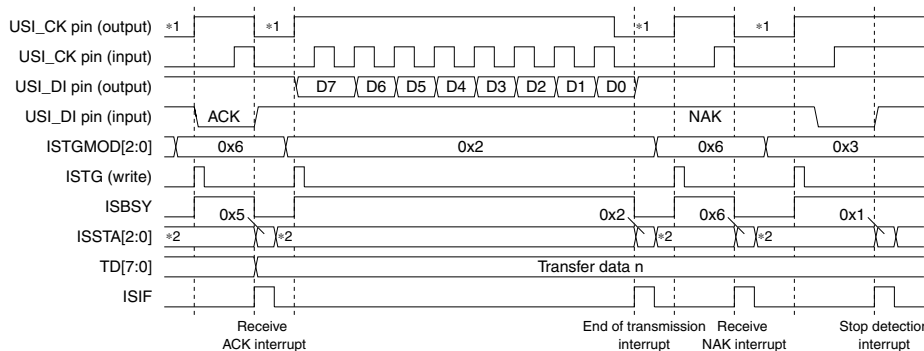 USI_CK pin (output) *1 *1 *1 *1
USI_CK pin (input)
USI_DI pin (output) D7 D6 D5 D4 D3 D2 D1 D0
USI_DI pin (input) ACK NAK
ISTGMOD[2:0] 0x6 0x2 0x6 0x3
ISTG (write)
ISBSY
0x5 0x2 0x6 0x1
ISSTA[2:0] *2 *2 *2 *2
TD[7:0] Transfer data n
ISIF
Receive End of transmission Receive Stop detection
ACK interrupt interrupt NAK interrupt interrupt